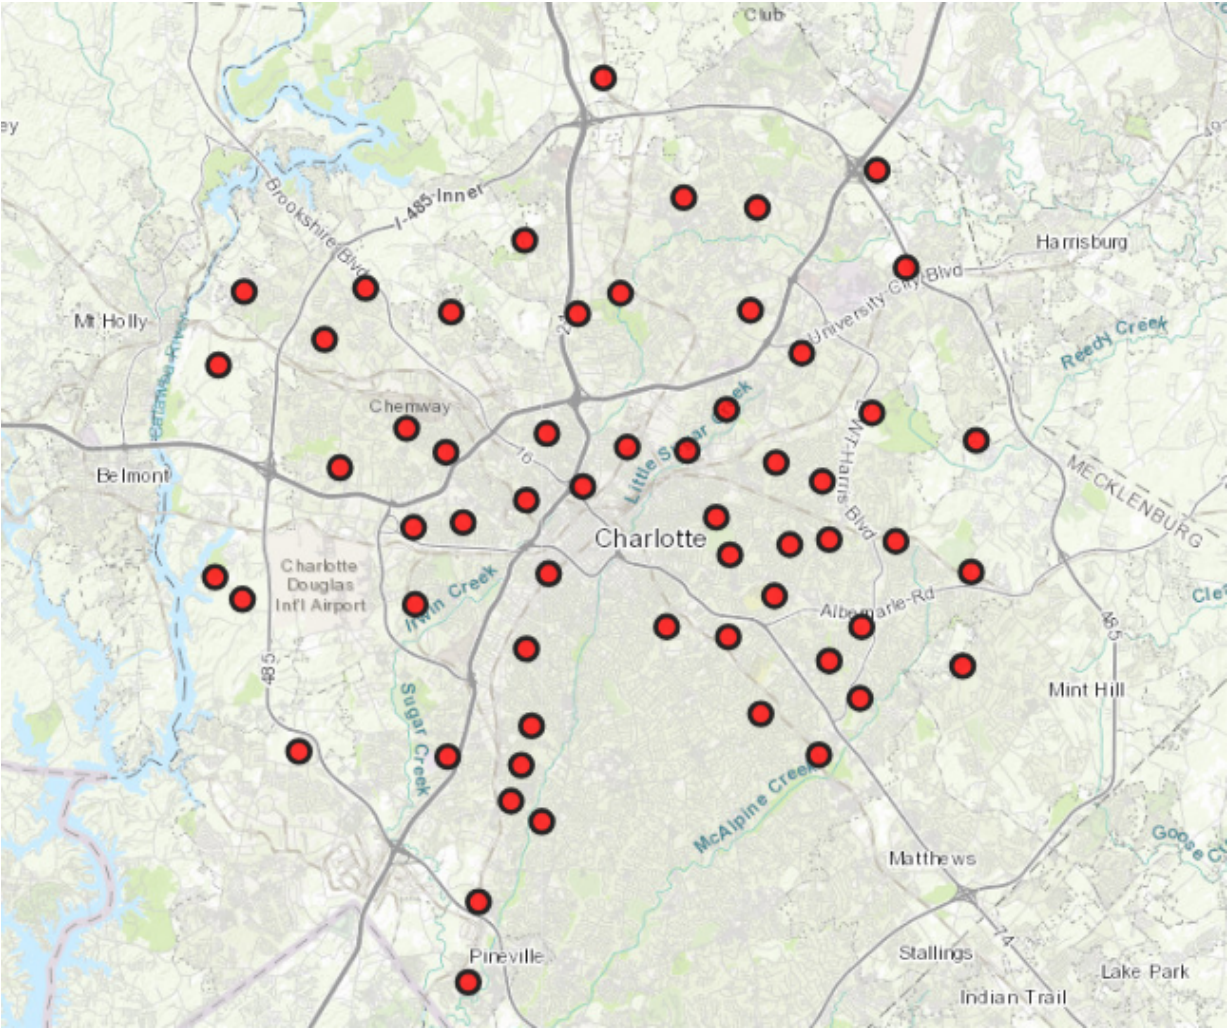 Club
I-485-Inner
Brookshire Blvd
Harrisburg
University City Blvd
Mt Holly
Reedy Creek
Chemway
Belmont
16
MECKLENBURG
Charlotte
Charlotte
Douglas
Int'l Airport
Irwin Creek
Albemarle-Rd
485
485
Mint Hill
Sugar Creek
McAlpine Creek
Matthews
74
Stallings
Lake Park
Pineville
Indian Trail